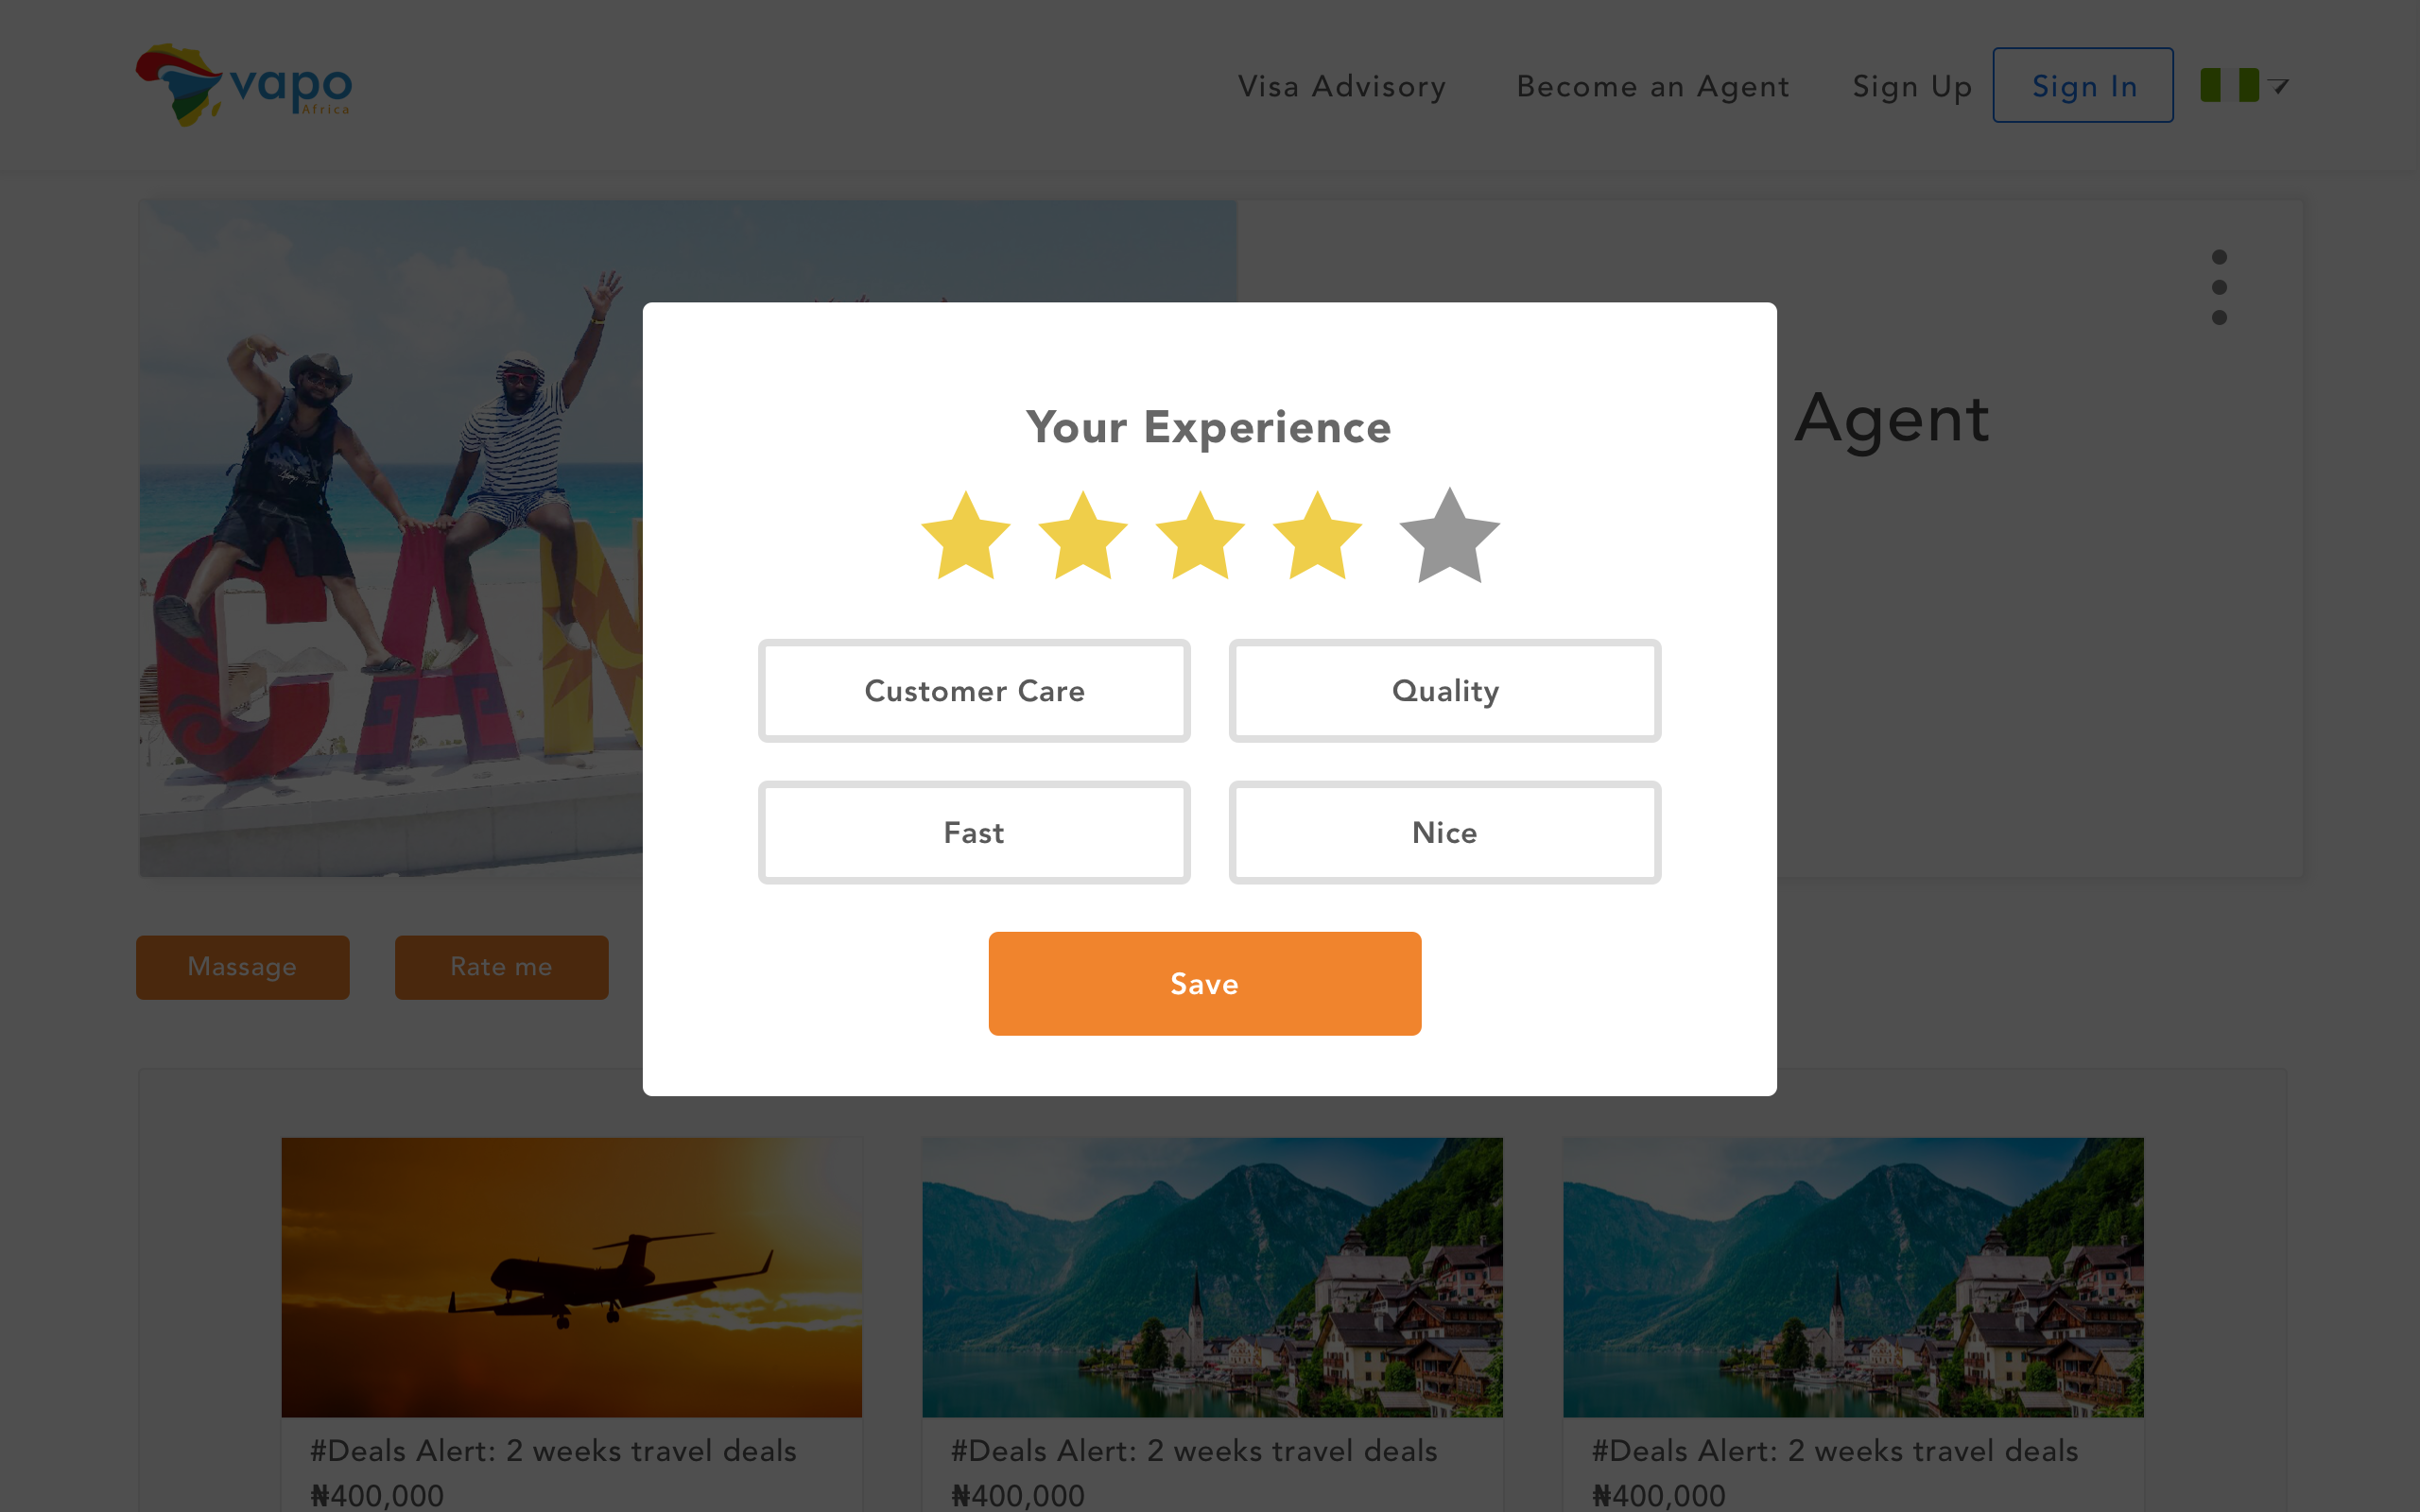 vapo
Africa
Visa Advisory
Become an Agent
Sign Up
Sign In
Agent
CAN
Your Experience
Customer Care
Quality
Fast
Nice
Save
Massage
Rate me
#Deals Alert: 2 weeks travel deals
₦400,000
#Deals Alert: 2 weeks travel deals
₦400,000
#Deals Alert: 2 weeks travel deals
₦400,000